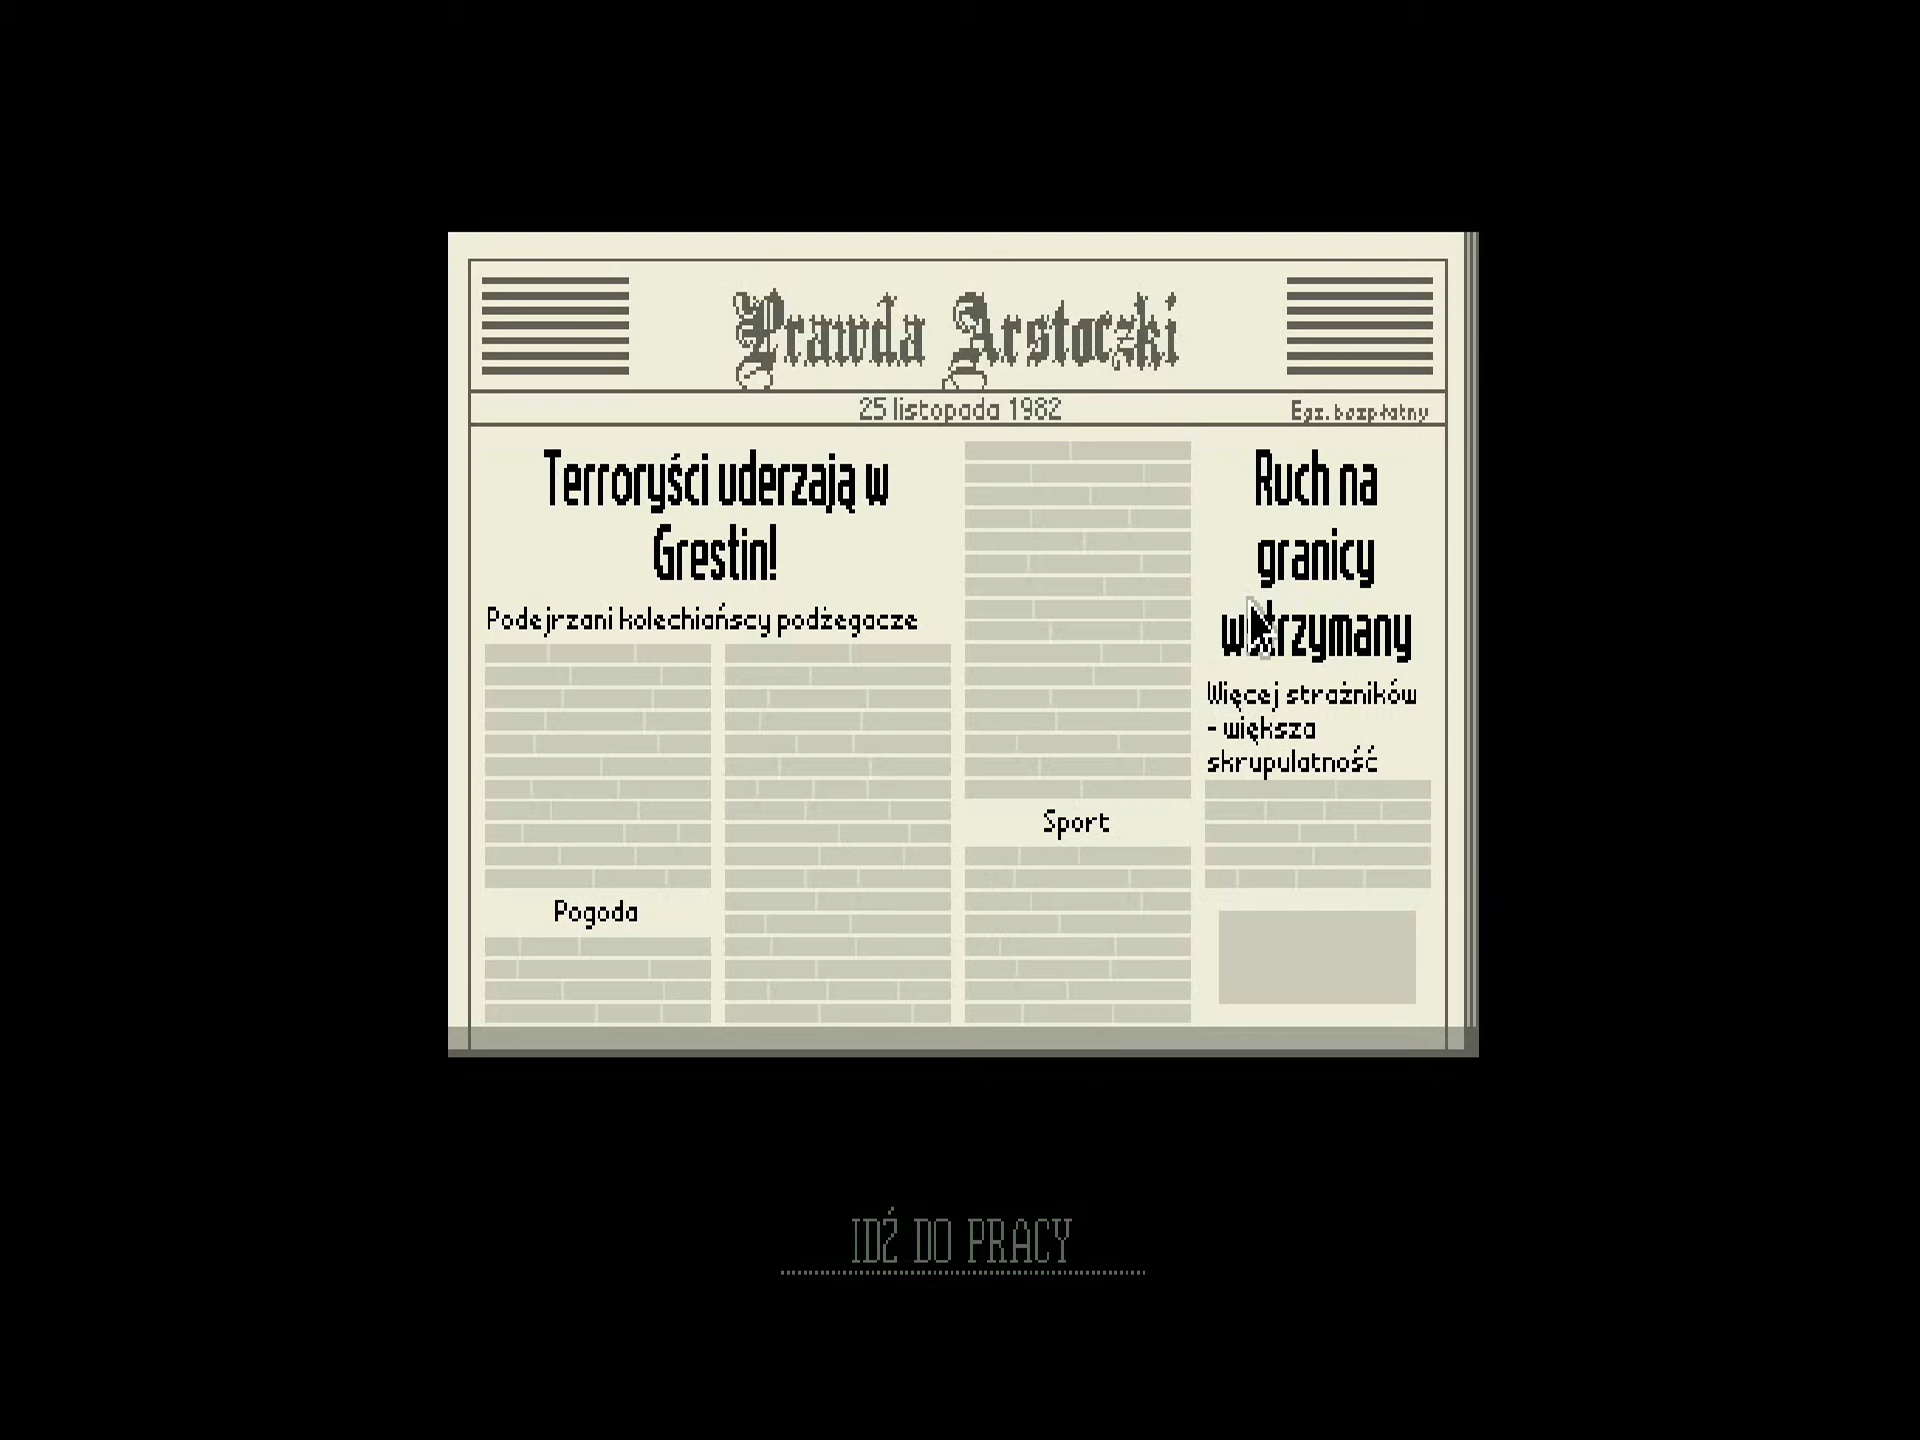 Prawda Arstoczki
25 listopada 1982
Egz. bezpłatny
Terroryści uderzają w
Grestin!
Podejrzani kolechiańscy podżegacze
Pogoda
Sport
Ruch na
granicy
wstrzymany
Więcej strażników
- większa
skrupulatność
IDŹ DO PRACY